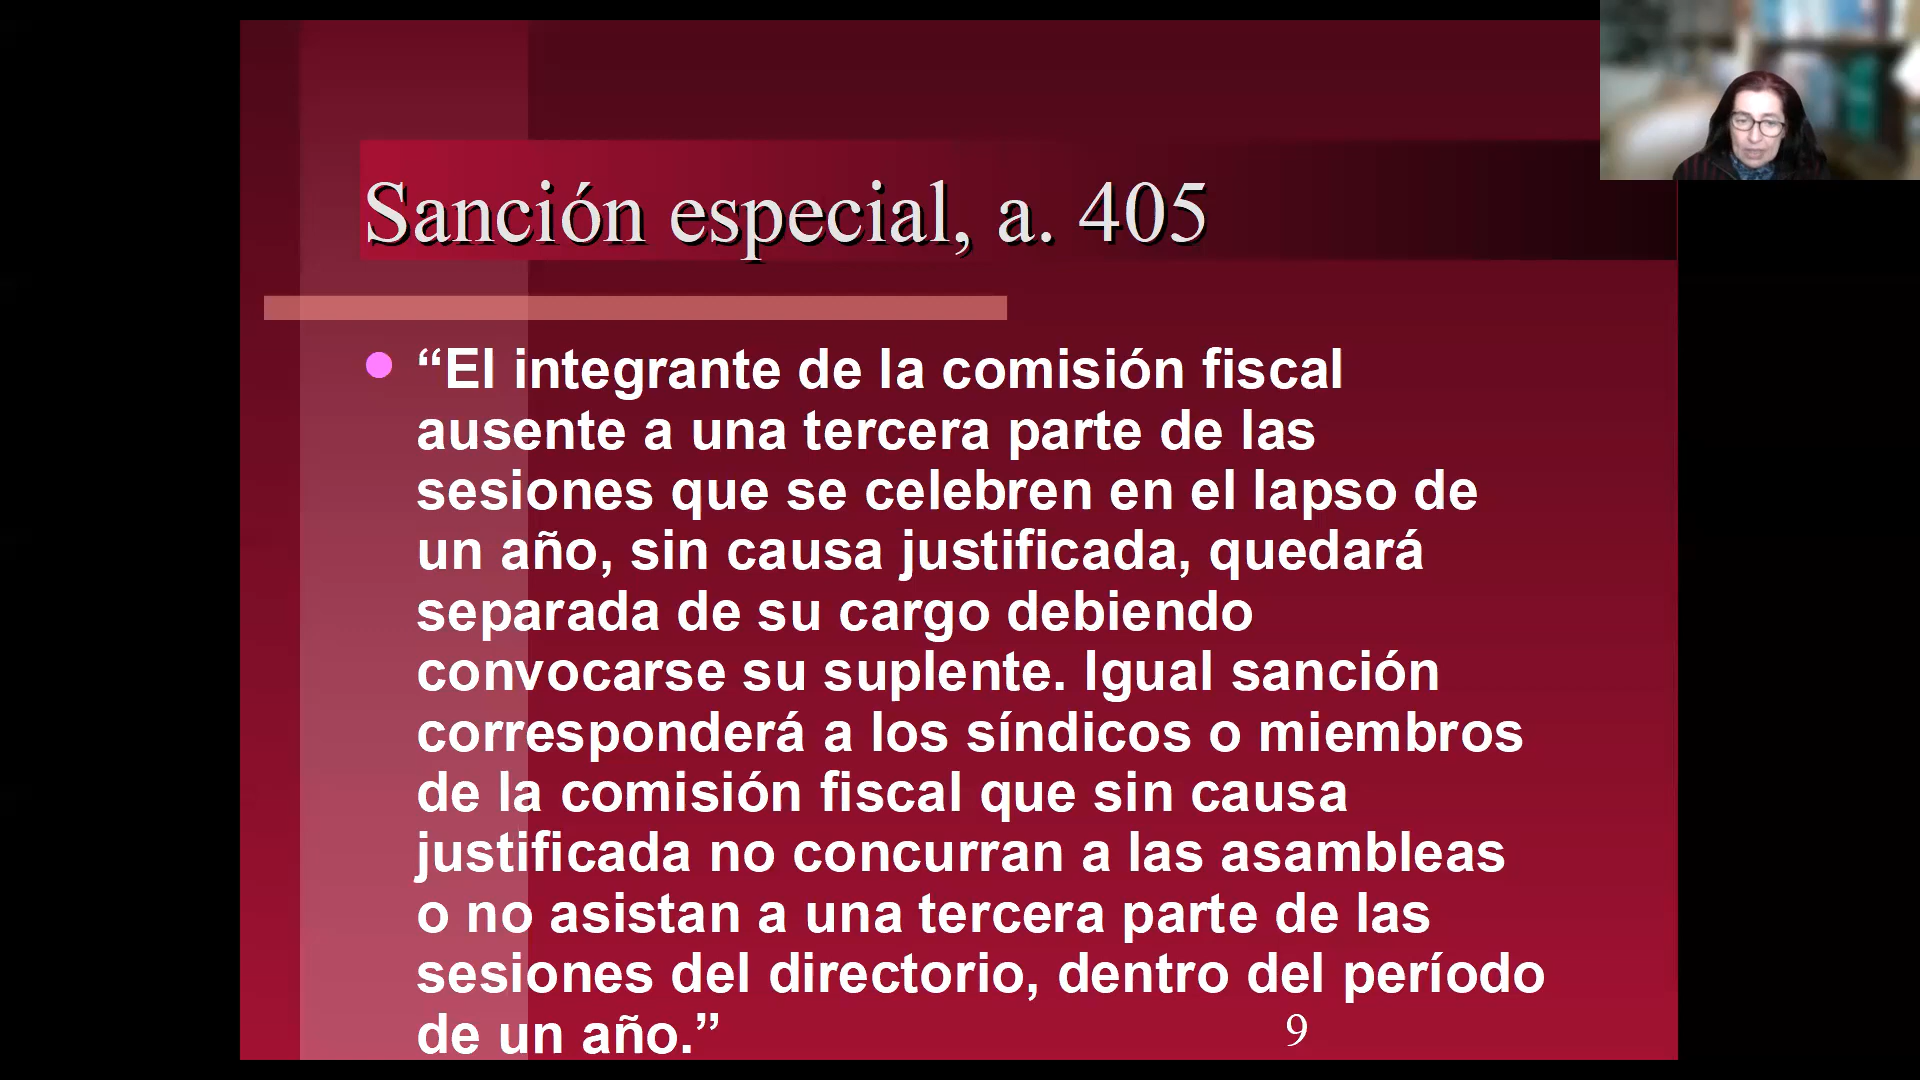 Sanción especial, a. 405
“El integrante de la comisión fiscal
ausente a una tercera parte de las
sesiones que se celebren en el lapso de
un año, sin causa justificada, quedará
separada de su cargo debiendo
convocarse su suplente. Igual sanción
corresponderá a los síndicos o miembros
de la comisión fiscal que sin causa
justificada no concurran a las asambleas
o no asistan a una tercera parte de las
sesiones del directorio, dentro del período
de un año.”
9